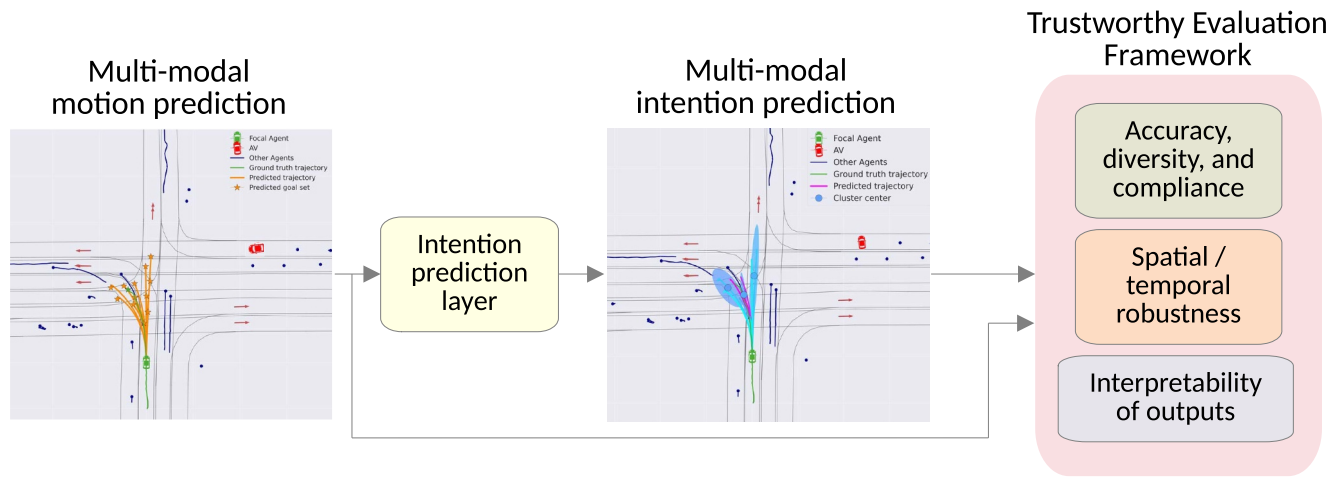 Multi-modal
motion prediction
Focal Agent
AV
Other Agents
Ground truth trajectory
Predicted trajectory
Predicted goal set
Intention
prediction
layer
Multi-modal
intention prediction
Focal Agent
AV
Other Agents
Ground truth trajectory
Predicted trajectory
Cluster center
Trustworthy Evaluation
Framework
Accuracy,
diversity, and
compliance
Spatial /
temporal
robustness
Interpretability
of outputs